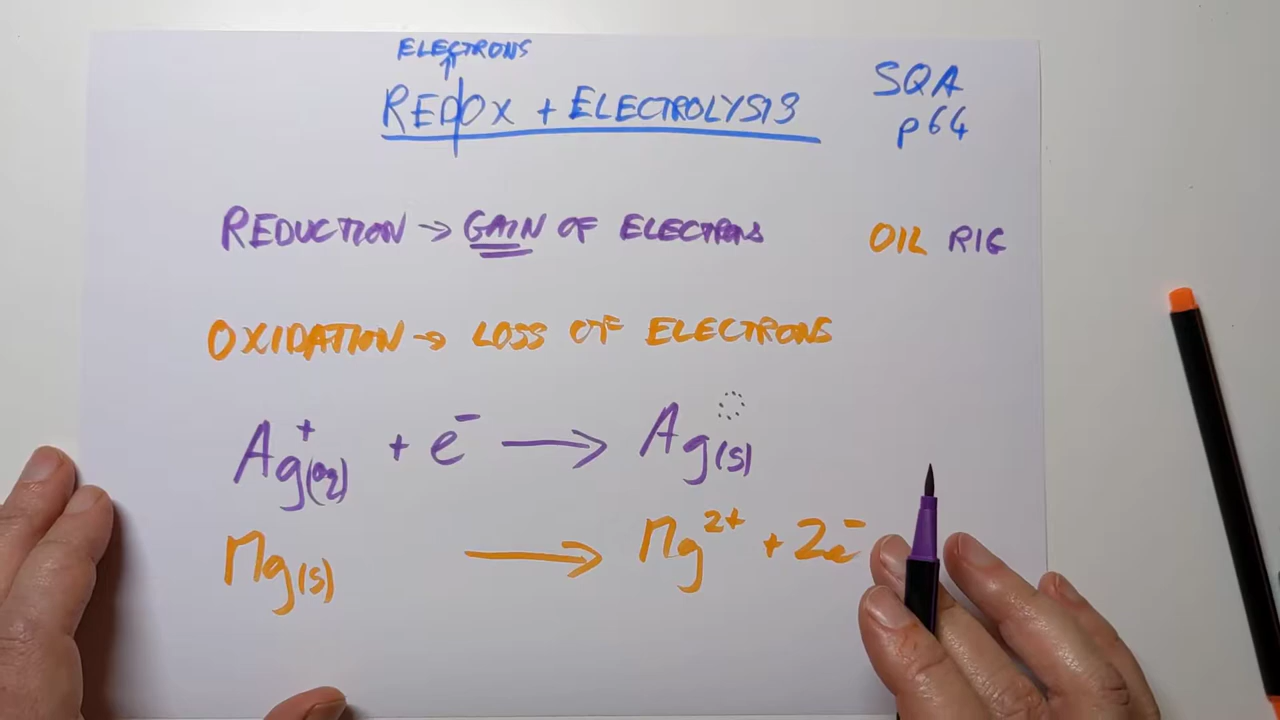 ELECTRONS
REDOX + ELECTROLYSIS
SQA
p64
REDUCTION → GAIN OF ELECTRONS
OIL RIG
OXIDATION → LOSS OF ELECTRONS
Ag⁺(aq) + e⁻ → Ag(s)
Mg(s) → Mg²⁺ + 2e⁻